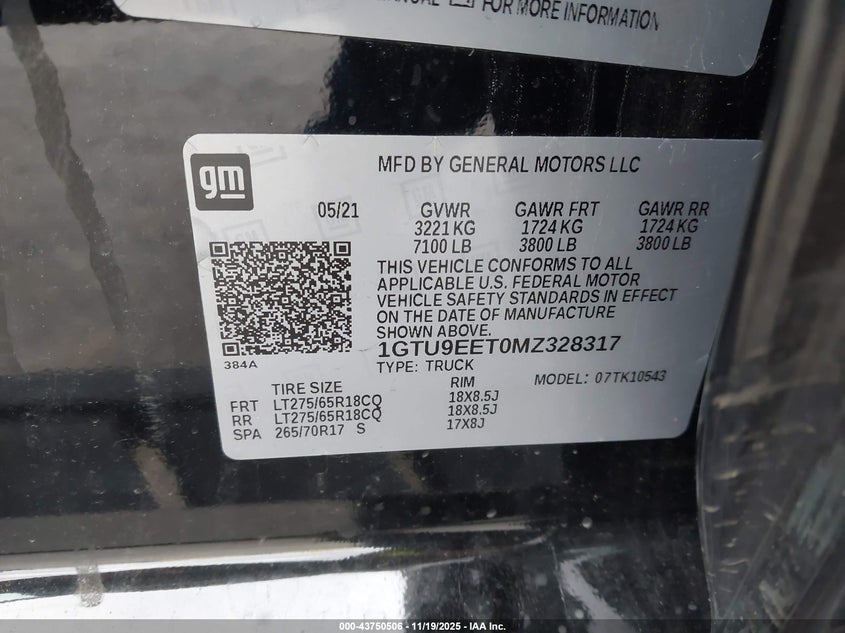 MANUAL FOR MORE INFORMATION
gm
MFD BY GENERAL MOTORS LLC
05/21 GVWR GAWR FRT GAWR RR
3221 KG 1724 KG 1724 KG
7100 LB 3800 LB 3800 LB
THIS VEHICLE CONFORMS TO ALL
APPLICABLE U.S. FEDERAL MOTOR
VEHICLE SAFETY STANDARDS IN EFFECT
ON THE DATE OF MANUFACTURE
SHOWN ABOVE.
384A 1GTU9EET0MZ328317
TYPE: TRUCK MODEL: 07TK10543
TIRE SIZE RIM
FRT LT275/65R18CQ 18X8.5J
RR LT275/65R18CQ 18X8.5J
SPA 265/70R17 S 17X8J
000-43750506 - 11/19/2025 - IAA Inc.